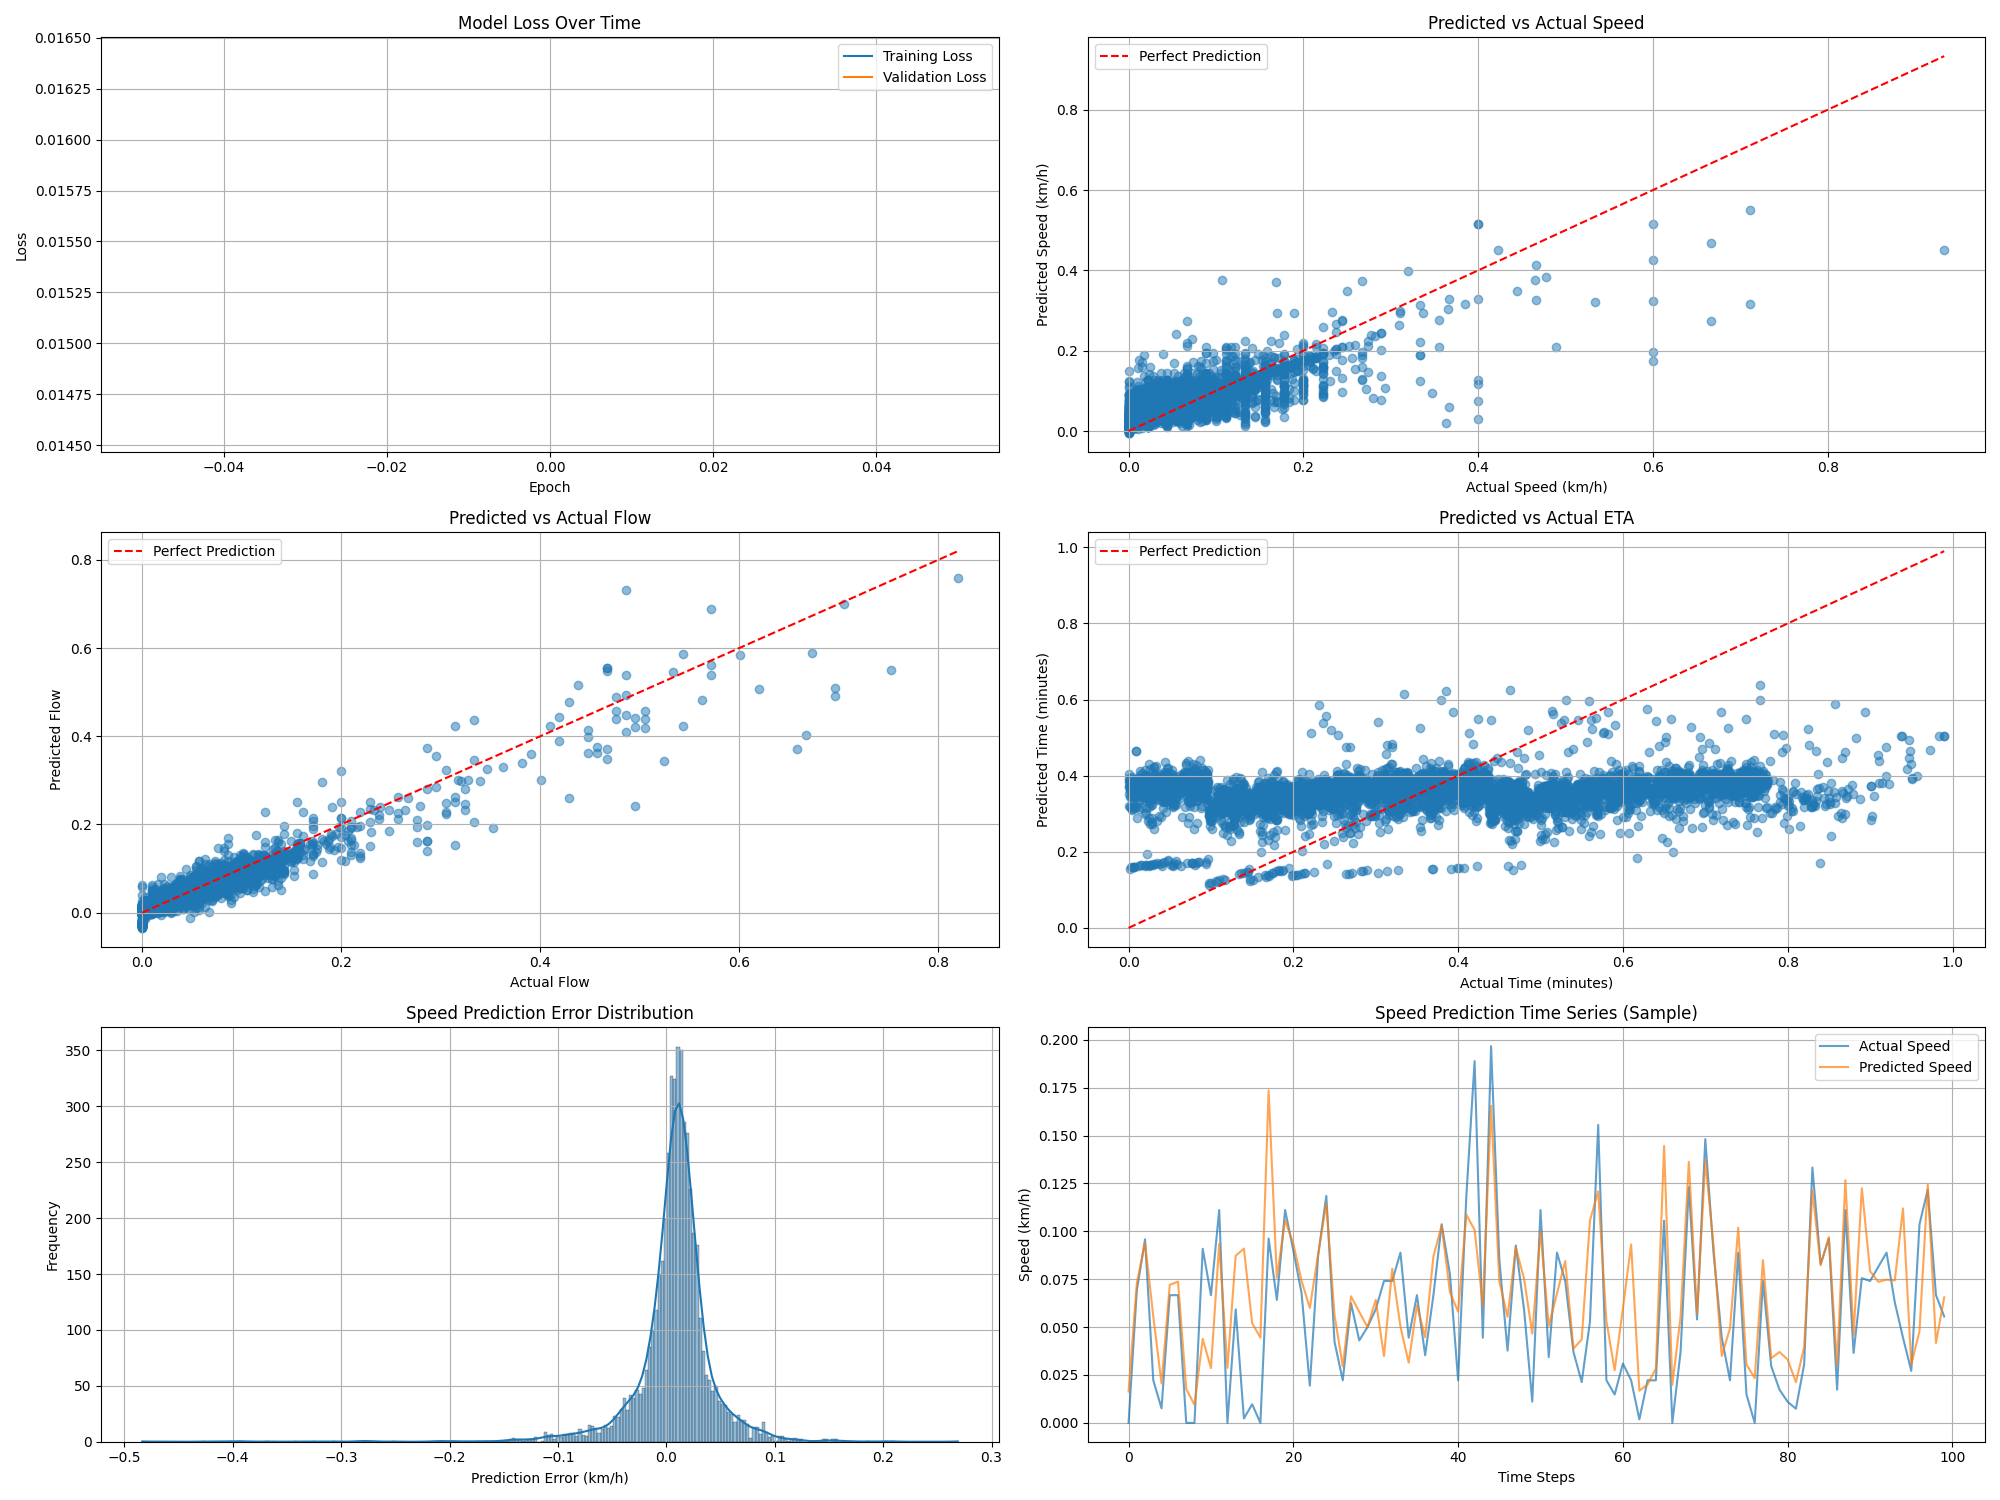 Model Loss Over Time
0.01650
0.01625
0.01600
0.01575
0.01550
0.01525
0.01500
0.01475
0.01450
Loss
Training Loss
Validation Loss
−0.04 −0.02 0.00 0.02 0.04
Epoch
Predicted vs Actual Speed
Perfect Prediction
0.8
0.6
0.4
0.2
0.0
Predicted Speed (km/h)
0.0 0.2 0.4 0.6 0.8
Actual Speed (km/h)
Predicted vs Actual Flow
Perfect Prediction
0.8
0.6
0.4
0.2
0.0
Predicted Flow
0.0 0.2 0.4 0.6 0.8
Actual Flow
Predicted vs Actual ETA
Perfect Prediction
1.0
0.8
0.6
0.4
0.2
0.0
Predicted Time (minutes)
0.0 0.2 0.4 0.6 0.8 1.0
Actual Time (minutes)
Speed Prediction Error Distribution
350
300
250
200
150
100
50
0
Frequency
−0.5 −0.4 −0.3 −0.2 −0.1 0.0 0.1 0.2 0.3
Prediction Error (km/h)
Speed Prediction Time Series (Sample)
Actual Speed
Predicted Speed
0.200
0.175
0.150
0.125
0.100
0.075
0.050
0.025
0.000
Speed (km/h)
0 20 40 60 80 100
Time Steps